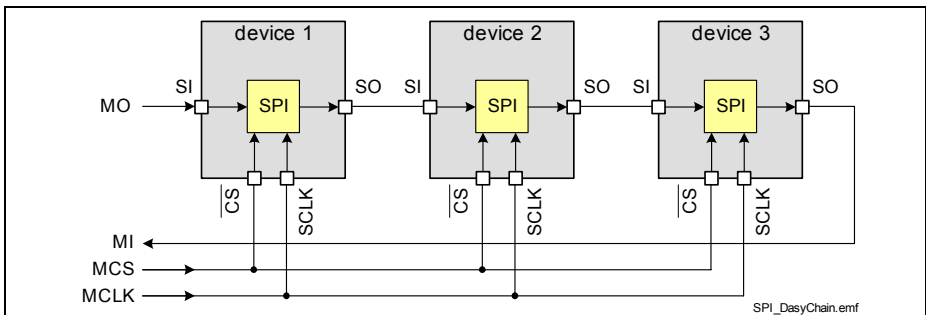 device 1
device 2
device 3
SI
SO
SI
SO
SI
SO
MO
SPI
SPI
SPI
CS
SCLK
CS
SCLK
CS
SCLK
MI
MCS
MCLK
SPI_DasyChain.emf